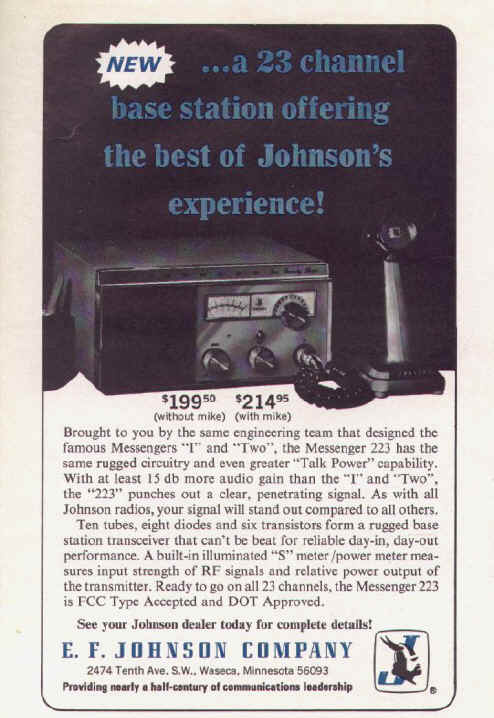 NEW ...a 23 channel
base station offering
the best of Johnson's
experience!
$199⁵⁰ $214⁹⁵
(without mike) (with mike)
Brought to you by the same engineering team that designed the
famous Messengers "I" and "Two", the Messenger 223 has the
same rugged circuitry and even greater "Talk Power" capability.
With at least 15 db more audio gain than the "I" and "Two",
the "223" punches out a clear, penetrating signal. As with all
Johnson radios, your signal will stand out compared to all others.
Ten tubes, eight diodes and six transistors form a rugged base
station transceiver that can't be beat for reliable day-in, day-out
performance. A built-in illuminated "S" meter/power meter mea-
sures input strength of RF signals and relative power output of
the transmitter. Ready to go on all 23 channels, the Messenger 223
is FCC Type Accepted and DOT Approved.
See your Johnson dealer today for complete details!
E. F. JOHNSON COMPANY
2474 Tenth Ave. S.W., Waseca, Minnesota 56093
Providing nearly a half-century of communications leadership
J
®